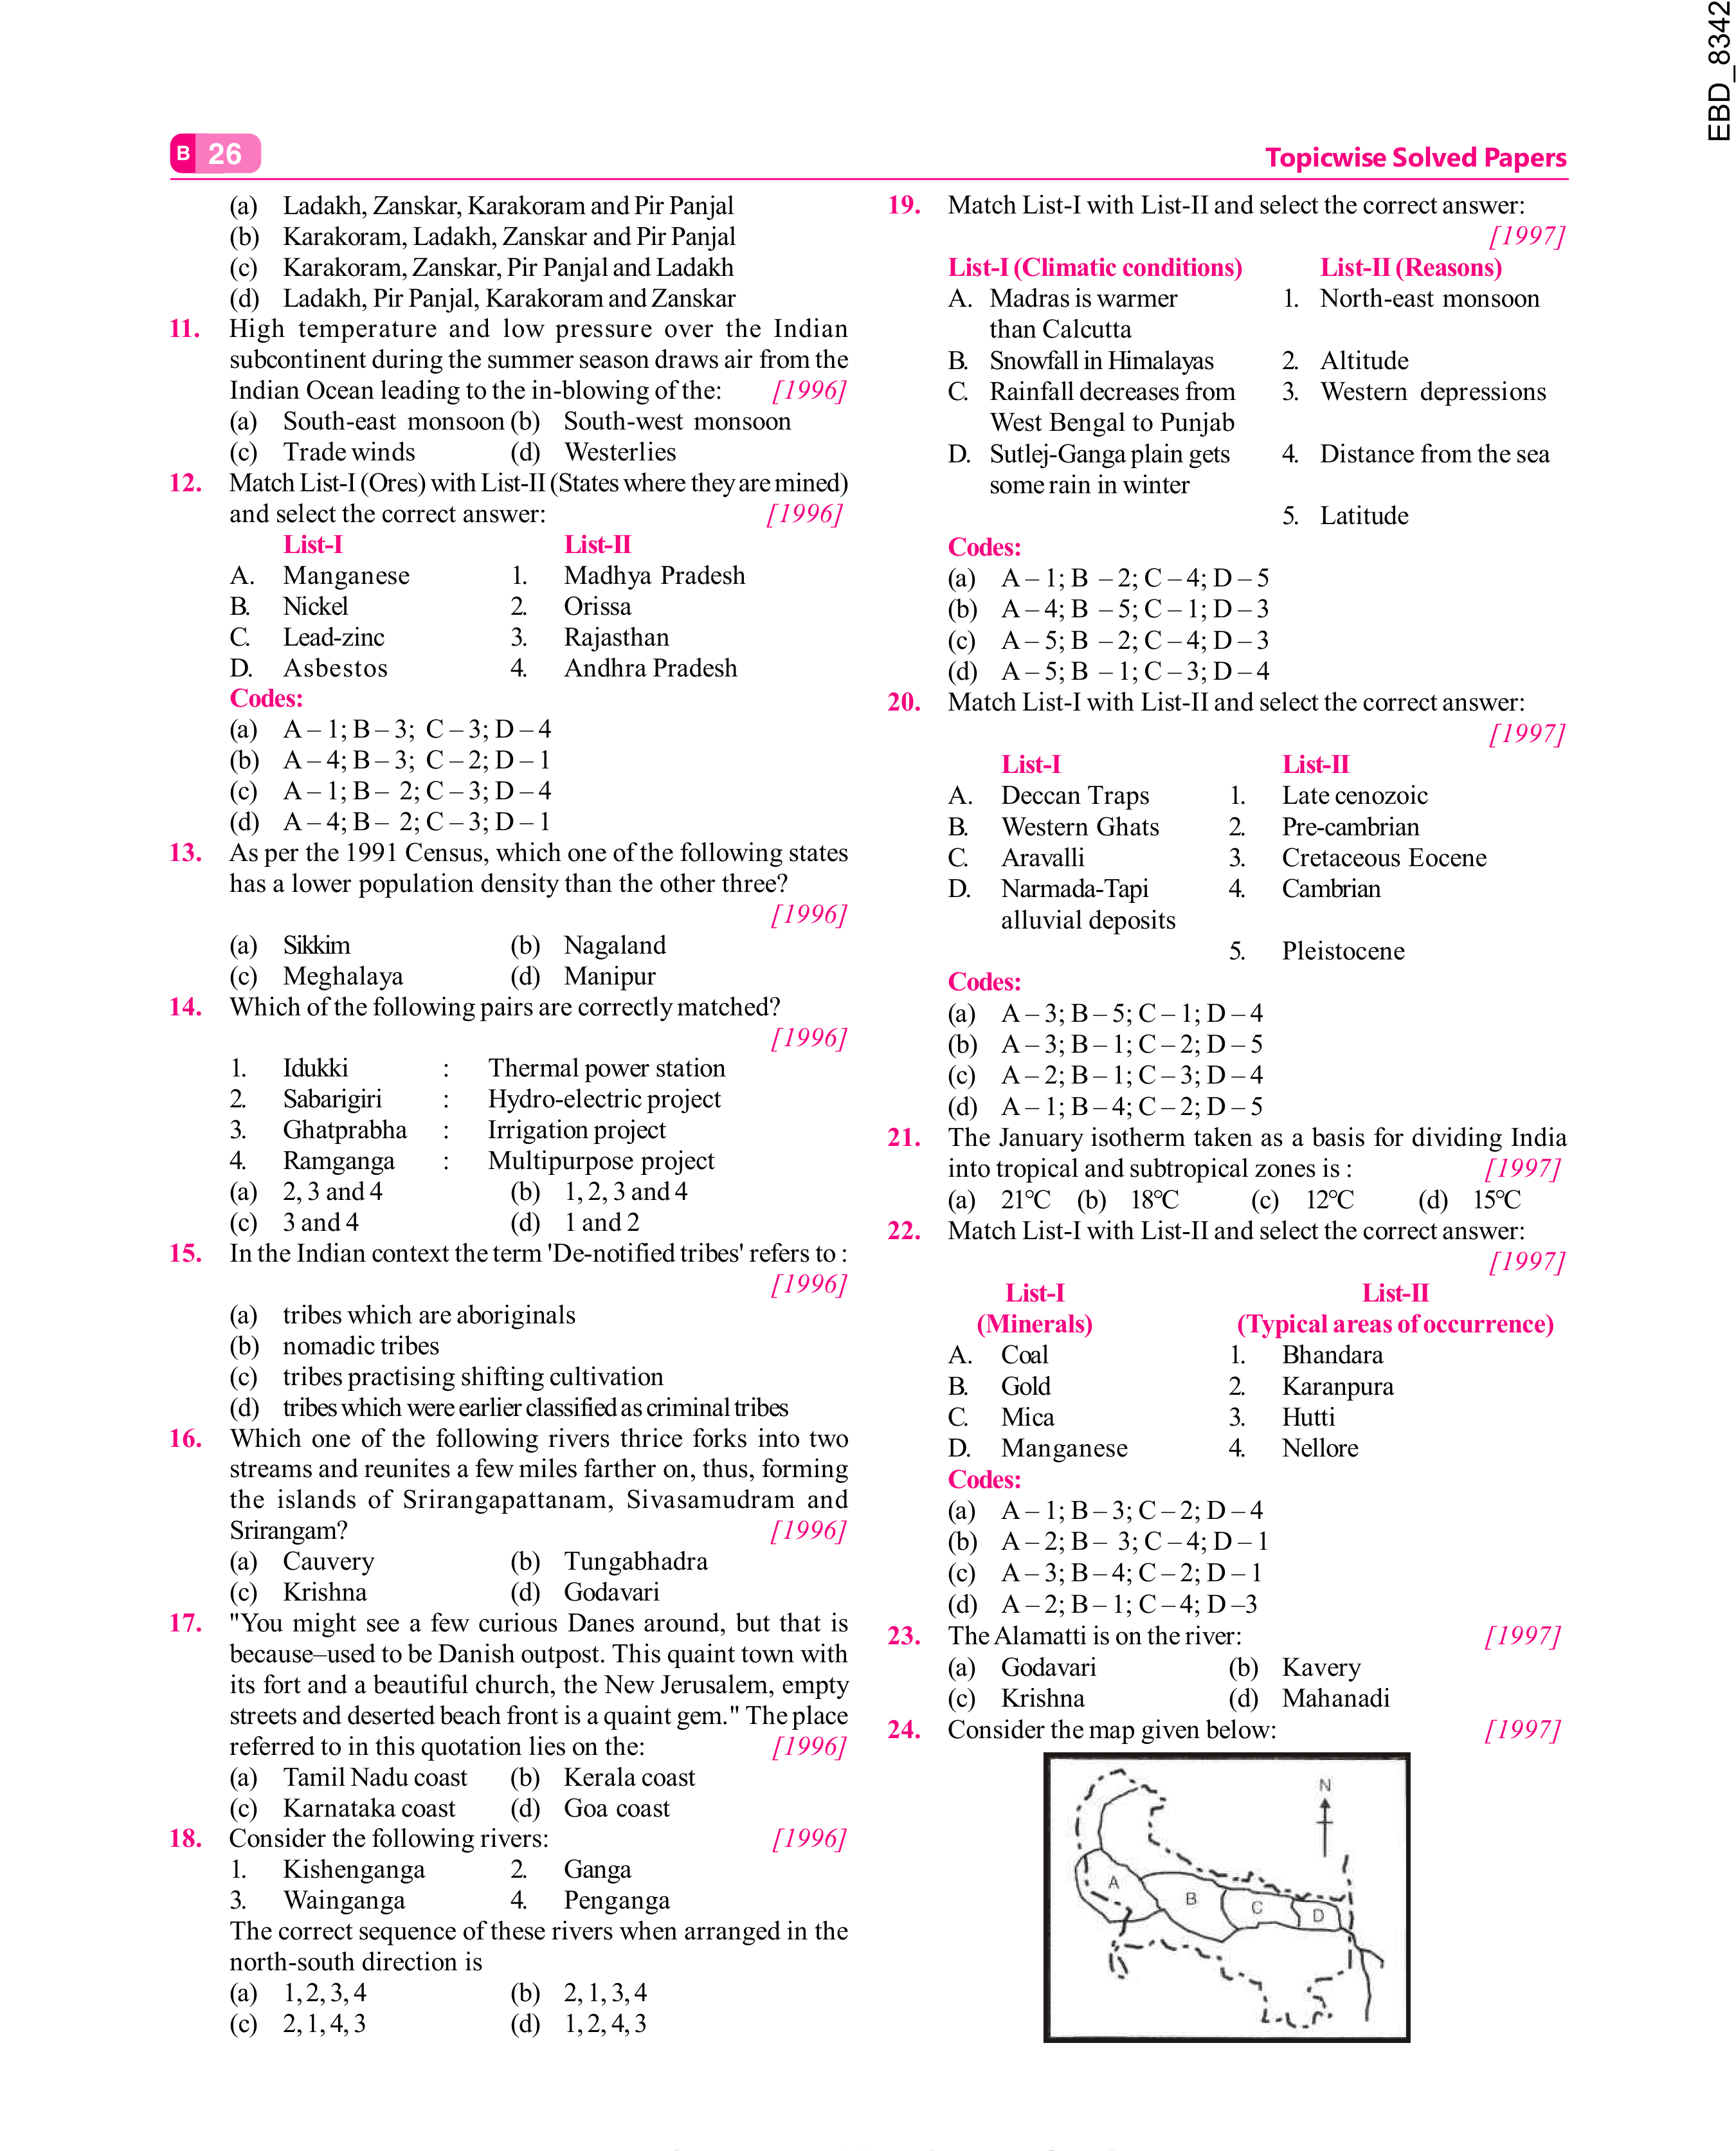 EBD_8342
B 26
Topicwise Solved Papers
(a) Ladakh, Zanskar, Karakoram and Pir Panjal
(b) Karakoram, Ladakh, Zanskar and Pir Panjal
(c) Karakoram, Zanskar, Pir Panjal and Ladakh
(d) Ladakh, Pir Panjal, Karakoram and Zanskar
11. High temperature and low pressure over the Indian
subcontinent during the summer season draws air from the
Indian Ocean leading to the in-blowing of the: [1996]
(a) South-east monsoon (b) South-west monsoon
(c) Trade winds (d) Westerlies
12. Match List-I (Ores) with List-II (States where they are mined)
and select the correct answer: [1996]
List-I List-II
A. Manganese 1. Madhya Pradesh
B. Nickel 2. Orissa
C. Lead-zinc 3. Rajasthan
D. Asbestos 4. Andhra Pradesh
Codes:
(a) A – 1; B – 3; C – 3; D – 4
(b) A – 4; B – 3; C – 2; D – 1
(c) A – 1; B – 2; C – 3; D – 4
(d) A – 4; B – 2; C – 3; D – 1
13. As per the 1991 Census, which one of the following states
has a lower population density than the other three?
[1996]
(a) Sikkim (b) Nagaland
(c) Meghalaya (d) Manipur
14. Which of the following pairs are correctly matched?
[1996]
1. Idukki : Thermal power station
2. Sabarigiri : Hydro-electric project
3. Ghatprabha : Irrigation project
4. Ramganga : Multipurpose project
(a) 2, 3 and 4 (b) 1, 2, 3 and 4
(c) 3 and 4 (d) 1 and 2
15. In the Indian context the term 'De-notified tribes' refers to :
[1996]
(a) tribes which are aboriginals
(b) nomadic tribes
(c) tribes practising shifting cultivation
(d) tribes which were earlier classified as criminal tribes
16. Which one of the following rivers thrice forks into two
streams and reunites a few miles farther on, thus, forming
the islands of Srirangapattanam, Sivasamudram and
Srirangam? [1996]
(a) Cauvery (b) Tungabhadra
(c) Krishna (d) Godavari
17. "You might see a few curious Danes around, but that is
because–used to be Danish outpost. This quaint town with
its fort and a beautiful church, the New Jerusalem, empty
streets and deserted beach front is a quaint gem." The place
referred to in this quotation lies on the: [1996]
(a) Tamil Nadu coast (b) Kerala coast
(c) Karnataka coast (d) Goa coast
18. Consider the following rivers: [1996]
1. Kishenganga 2. Ganga
3. Wainganga 4. Penganga
The correct sequence of these rivers when arranged in the
north-south direction is
(a) 1, 2, 3, 4 (b) 2, 1, 3, 4
(c) 2, 1, 4, 3 (d) 1, 2, 4, 3
19. Match List-I with List-II and select the correct answer:
[1997]
List-I (Climatic conditions) List-II (Reasons)
A. Madras is warmer 1. North-east monsoon
than Calcutta
B. Snowfall in Himalayas 2. Altitude
C. Rainfall decreases from 3. Western depressions
West Bengal to Punjab
D. Sutlej-Ganga plain gets 4. Distance from the sea
some rain in winter
5. Latitude
Codes:
(a) A – 1; B – 2; C – 4; D – 5
(b) A – 4; B – 5; C – 1; D – 3
(c) A – 5; B – 2; C – 4; D – 3
(d) A – 5; B – 1; C – 3; D – 4
20. Match List-I with List-II and select the correct answer:
[1997]
List-I List-II
A. Deccan Traps 1. Late cenozoic
B. Western Ghats 2. Pre-cambrian
C. Aravalli 3. Cretaceous Eocene
D. Narmada-Tapi 4. Cambrian
alluvial deposits
5. Pleistocene
Codes:
(a) A – 3; B – 5; C – 1; D – 4
(b) A – 3; B – 1; C – 2; D – 5
(c) A – 2; B – 1; C – 3; D – 4
(d) A – 1; B – 4; C – 2; D – 5
21. The January isotherm taken as a basis for dividing India
into tropical and subtropical zones is : [1997]
(a) 21°C (b) 18°C (c) 12°C (d) 15°C
22. Match List-I with List-II and select the correct answer:
[1997]
List-I List-II
(Minerals) (Typical areas of occurrence)
A. Coal 1. Bhandara
B. Gold 2. Karanpura
C. Mica 3. Hutti
D. Manganese 4. Nellore
Codes:
(a) A – 1; B – 3; C – 2; D – 4
(b) A – 2; B – 3; C – 4; D – 1
(c) A – 3; B – 4; C – 2; D – 1
(d) A – 2; B – 1; C – 4; D –3
23. The Alamatti is on the river: [1997]
(a) Godavari (b) Kavery
(c) Krishna (d) Mahanadi
24. Consider the map given below: [1997]
N
A
B
C
D